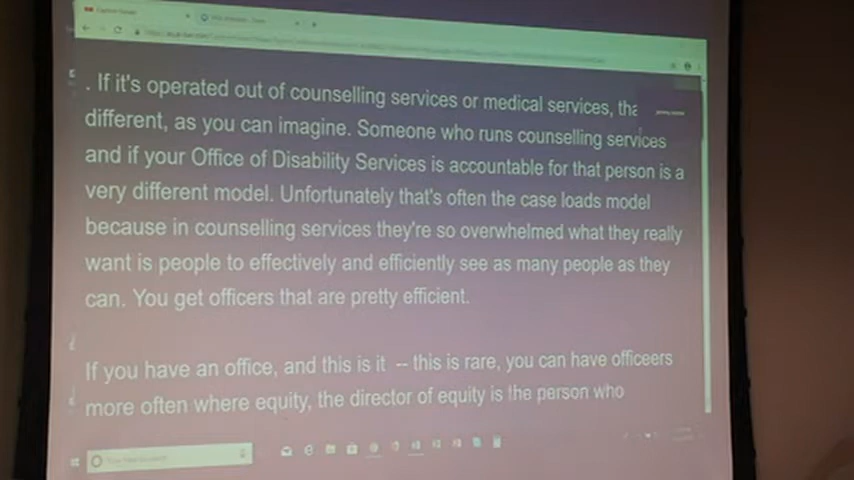 . If it's operated out of counselling services or medical services, tha
different, as you can imagine. Someone who runs counselling services
and if your Office of Disability Services is accountable for that person is a
very different model. Unfortunately that's often the case loads model
because in counselling services they're so overwhelmed what they really
want is people to effectively and efficiently see as many people as they
can. You get officers that are pretty efficient.
If you have an office, and this is it -- this is rare, you can have officeers
more often where equity, the director of equity is the person who